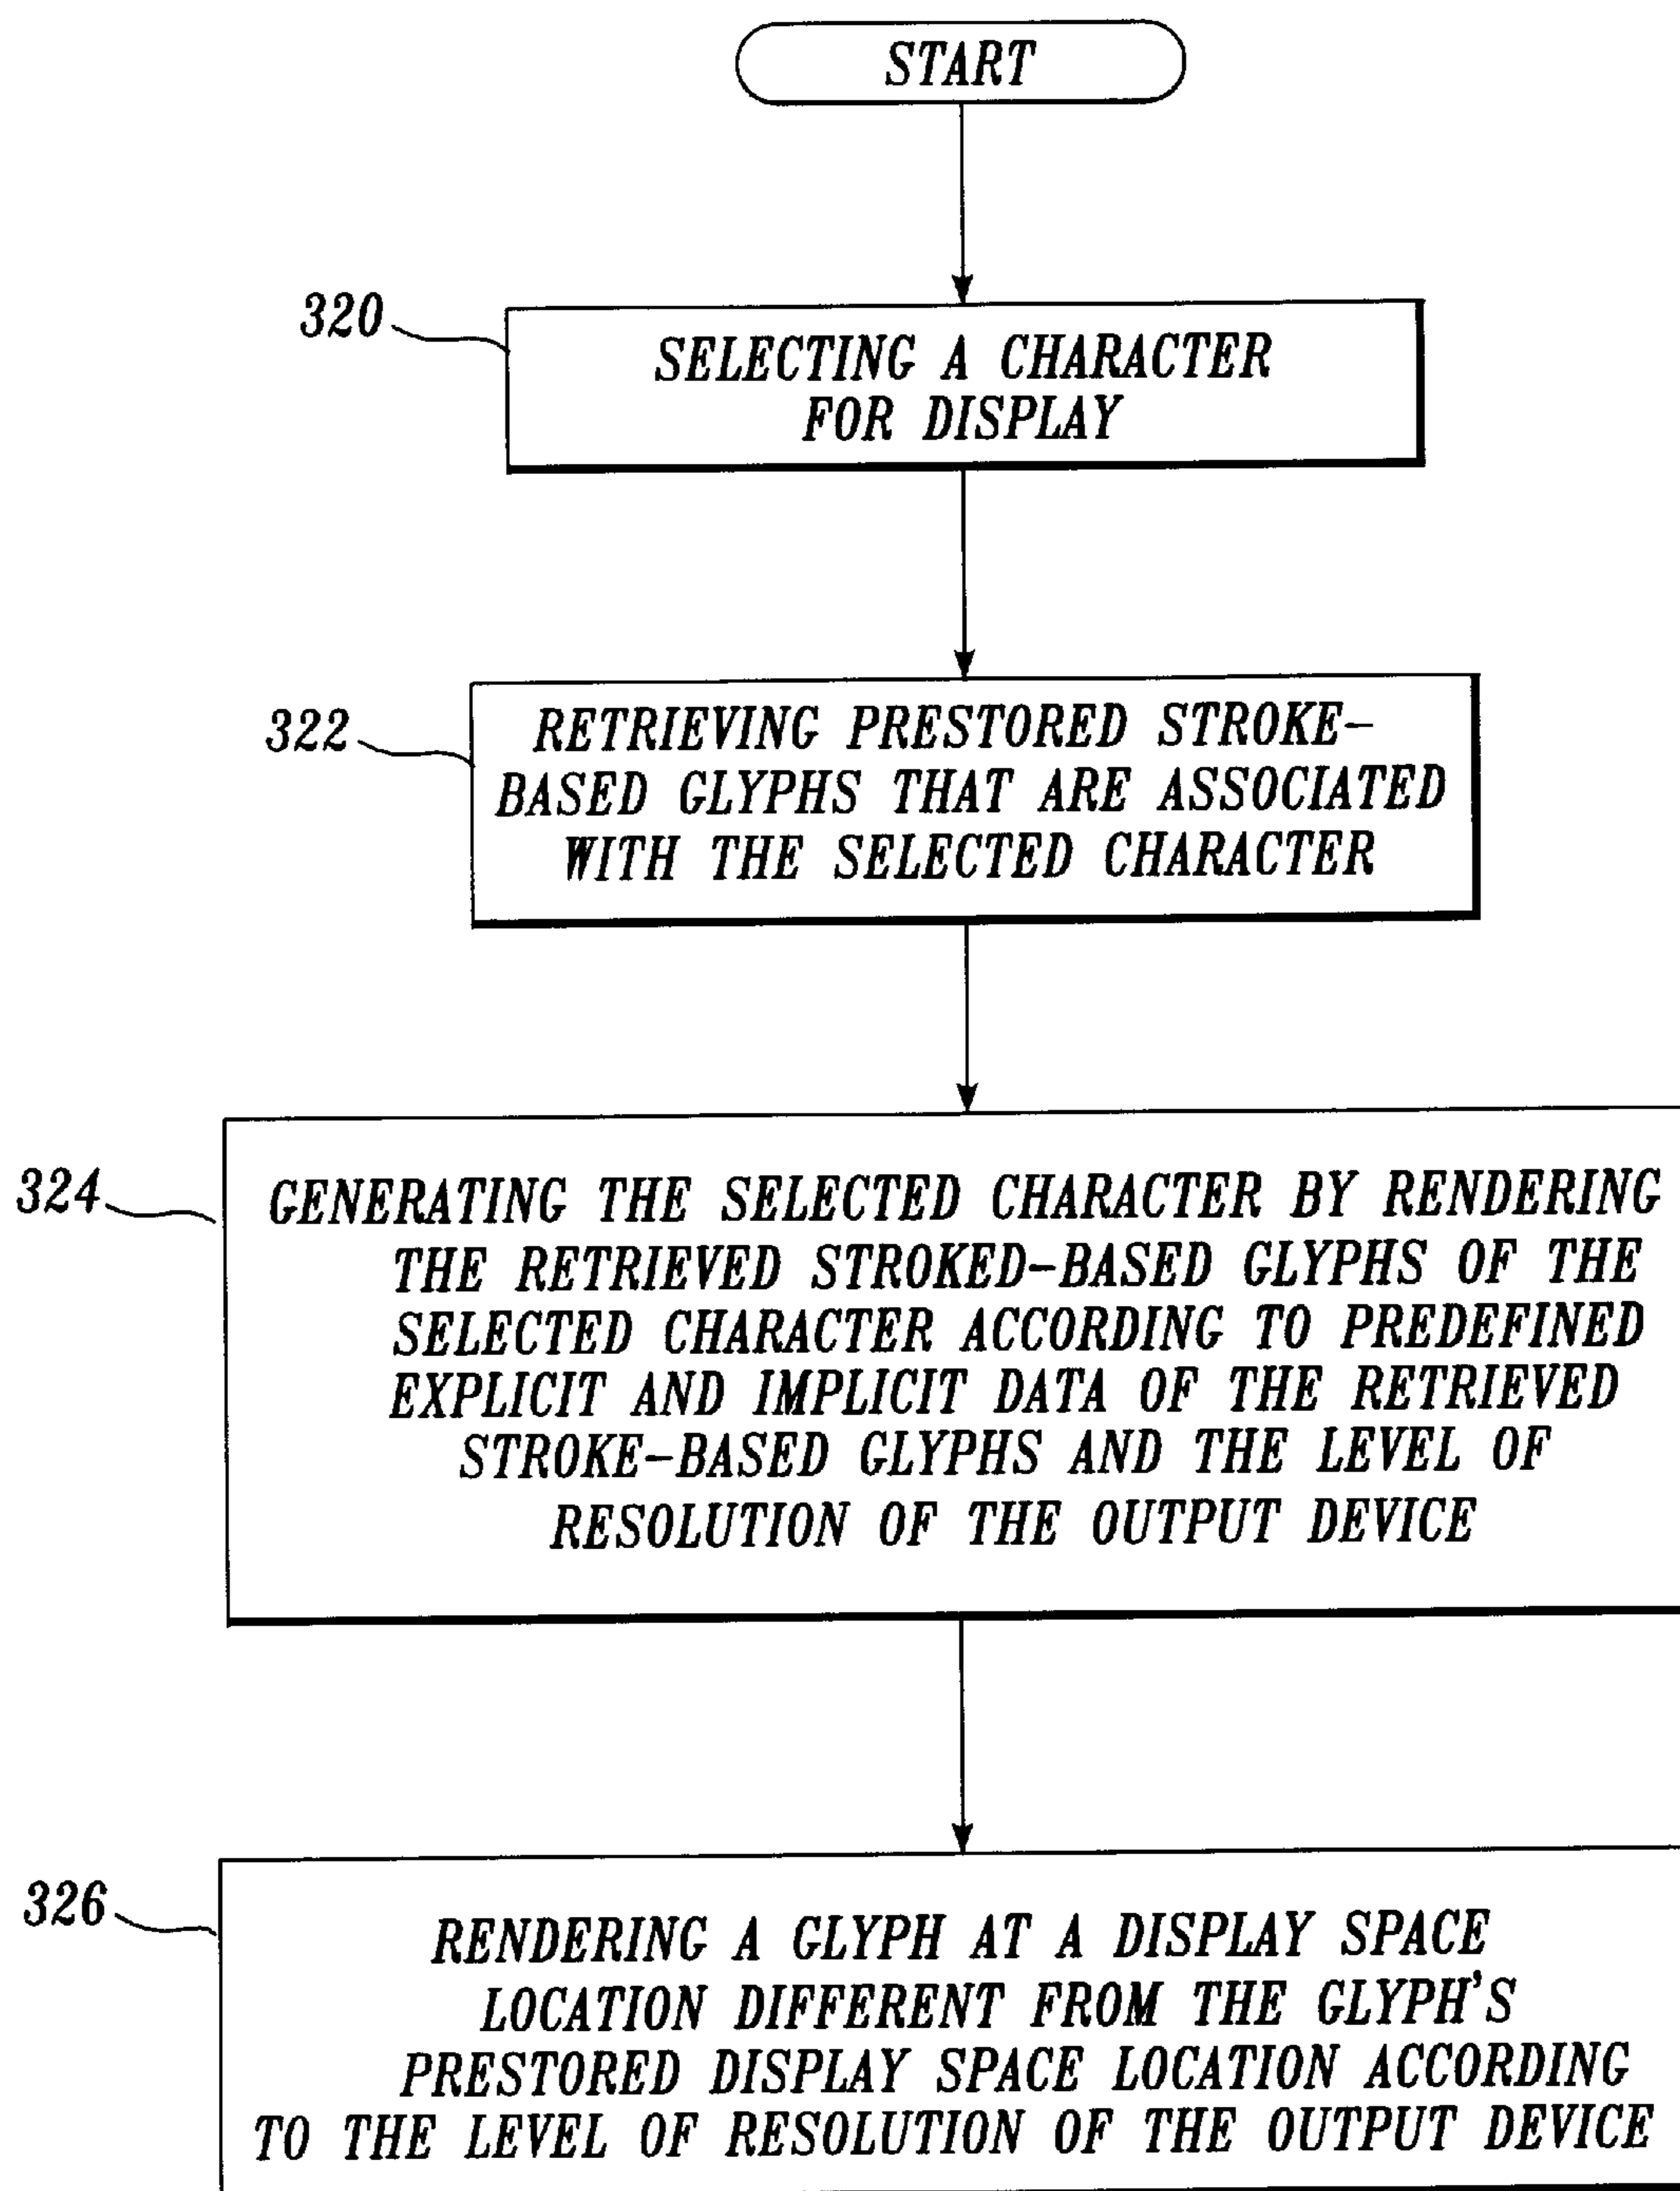 START
320
SELECTING A CHARACTER
FOR DISPLAY
322
RETRIEVING PRESTORED STROKE-
BASED GLYPHS THAT ARE ASSOCIATED
WITH THE SELECTED CHARACTER
324
GENERATING THE SELECTED CHARACTER BY RENDERING
THE RETRIEVED STROKED-BASED GLYPHS OF THE
SELECTED CHARACTER ACCORDING TO PREDEFINED
EXPLICIT AND IMPLICIT DATA OF THE RETRIEVED
STROKE-BASED GLYPHS AND THE LEVEL OF
RESOLUTION OF THE OUTPUT DEVICE
326
RENDERING A GLYPH AT A DISPLAY SPACE
LOCATION DIFFERENT FROM THE GLYPH'S
PRESTORED DISPLAY SPACE LOCATION ACCORDING
TO THE LEVEL OF RESOLUTION OF THE OUTPUT DEVICE